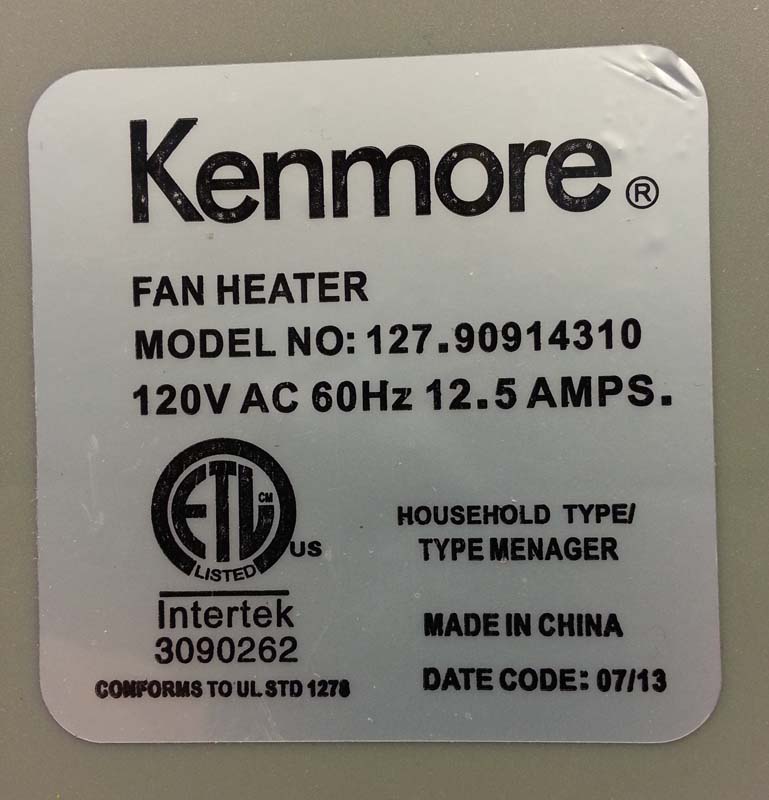 Kenmore®
FAN HEATER
MODEL NO: 127.90914310
120V AC 60Hz 12.5 AMPS.
ETL CM
US
LISTED
Intertek
3090262
CONFORMS TO UL STD 1278
HOUSEHOLD TYPE/
TYPE MENAGER
MADE IN CHINA
DATE CODE: 07/13